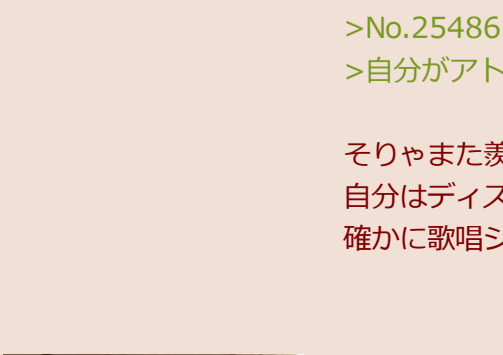 >No.25486
>自分がアト
そりゃまた羨
自分はディス
確かに歌唱シ